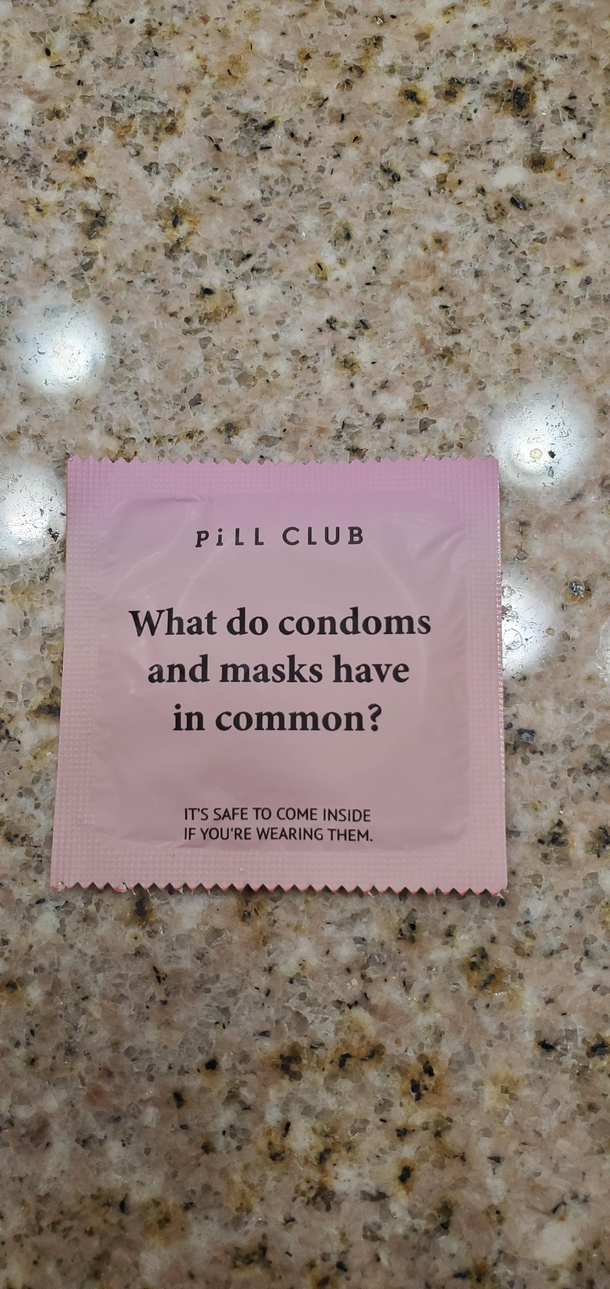 PiLL CLUB
What do condoms
and masks have
in common?
IT'S SAFE TO COME INSIDE
IF YOU'RE WEARING THEM.